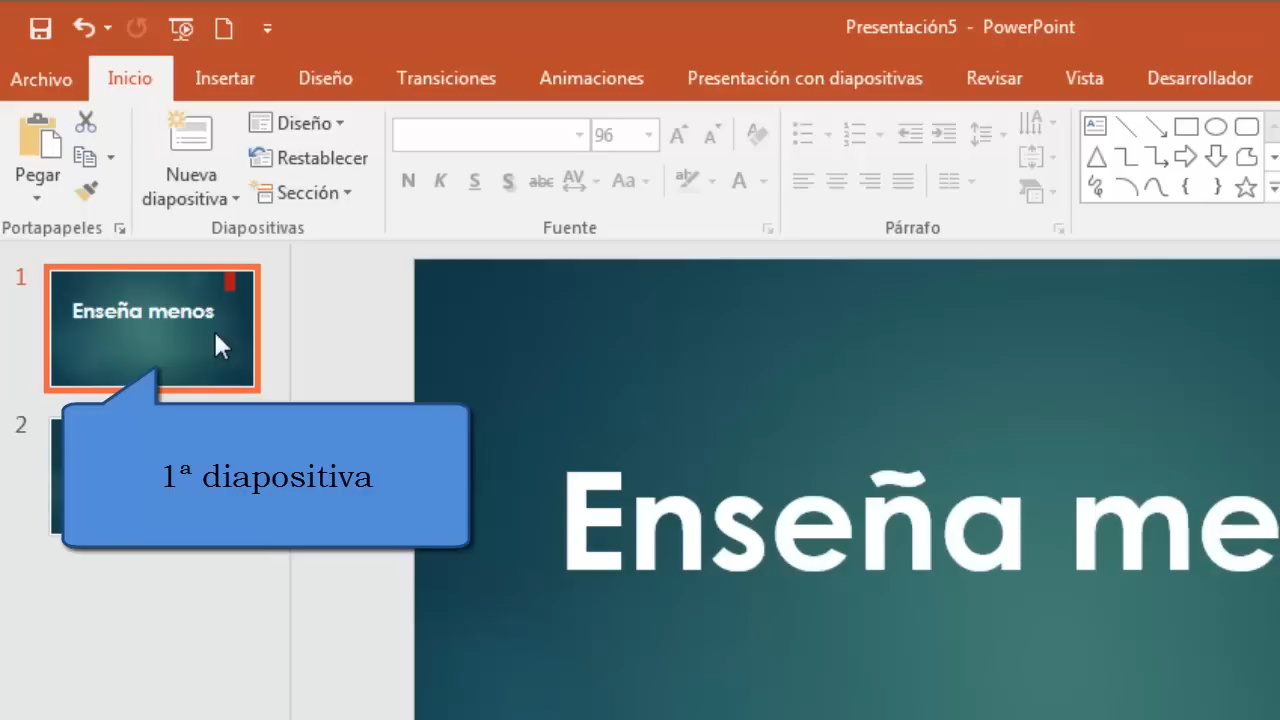 Presentación5 - PowerPoint
Archivo Inicio Insertar Diseño Transiciones Animaciones Presentación con diapositivas Revisar Vista Desarrollador
Pegar
Nueva
diapositiva
Diseño
Restablecer
Sección
96
N K S S abc AV Aa A
Portapapeles Diapositivas Fuente Párrafo
1
Enseña menos
2
1ª diapositiva
Enseña me